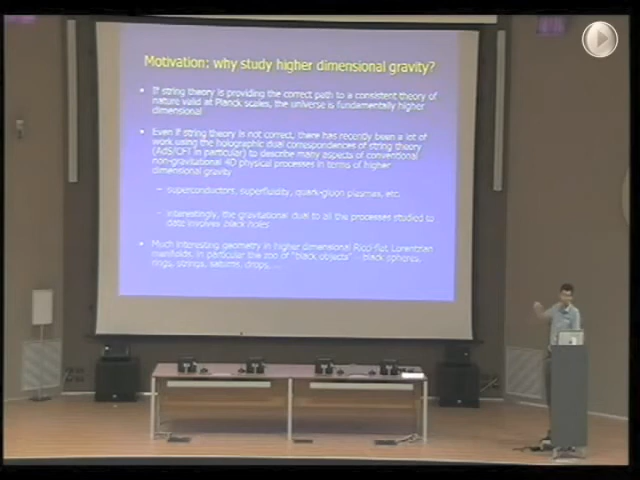 Motivation: why study higher dimensional gravity?
If string theory is providing the correct path to a consistent theory of
nature valid at Planck scales, the universe is fundamentally higher
dimensional
Even if string theory is not correct, there has recently been a lot of
work using the holographic dual correspondences of string theory
(AdS/CFT in particular) to describe many aspects of conventional
non-gravitational 4D physical processes in terms of higher
dimensional gravity
– superconductors, superfluidity, quark-gluon plasmas, etc.
– interestingly, the gravitational dual to all the processes studied to
date involves black holes
Much interesting geometry in higher dimensional Ricci-flat Lorentzian
manifolds, in particular the zoo of "black objects" – black spheres,
rings, strings, saturns, drops, ...